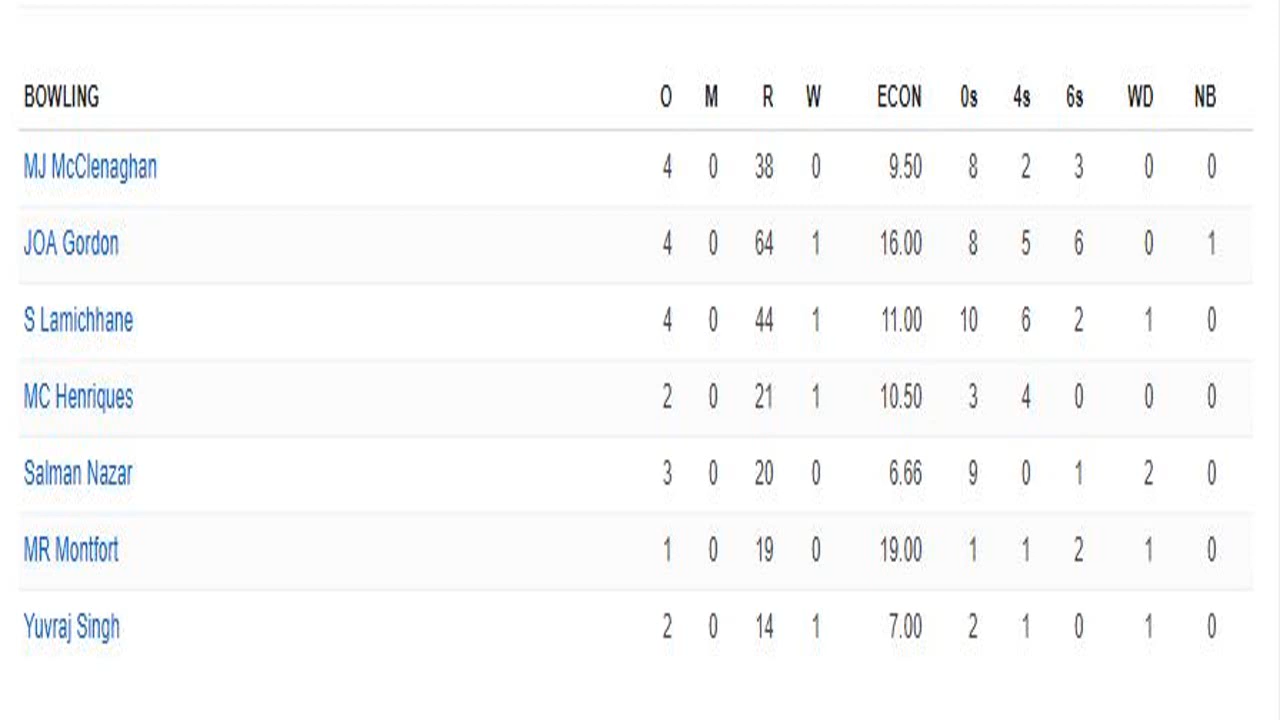 BOWLING O M R W ECON 0s 4s 6s WD NB
MJ McClenaghan 4 0 38 0 9.50 8 2 3 0 0
JOA Gordon 4 0 64 1 16.00 8 5 6 0 1
S Lamichhane 4 0 44 1 11.00 10 6 2 1 0
MC Henriques 2 0 21 1 10.50 3 4 0 0 0
Salman Nazar 3 0 20 0 6.66 9 0 1 2 0
MR Montfort 1 0 19 0 19.00 1 1 2 1 0
Yuvraj Singh 2 0 14 1 7.00 2 1 0 1 0